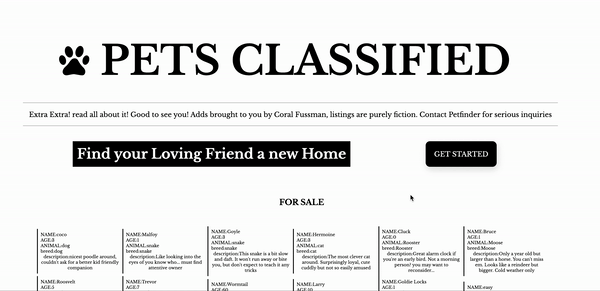 PETS CLASSIFIED
Extra Extra! read all about it! Good to see you! Adds brought to you by Coral Fussman, listings are purely fiction. Contact Petfinder for serious inquiries
Find your Loving Friend a new Home
GET STARTED
FOR SALE
NAME:coco
AGE:3
ANIMAL:dog
breed:dog
description:nicest poodle around,
couldn't ask for a better kid friendly
companion
NAME:Malfoy
AGE:1
ANIMAL:snake
breed:snake
description:Like looking into the
eyes of you know who... must find
attentive owner
NAME:Goyle
AGE:3
ANIMAL:snake
breed:snake
description:This snake is a bit slow
and daft. It won't run away or bite
you, but don't expect to teach it any
tricks
NAME:Hermoine
AGE:3
ANIMAL:cat
breed:cat
description:The most clever cat
around. Surprisingly loyal, cute
cuddly but not so easily amused
NAME:Cluck
AGE:0
ANIMAL:Rooster
breed:Rooster
description:Great alarm clock if
you're an early bird. Not a morning
person? you may want to
reconsider..
NAME:Bruce
AGE:1
ANIMAL:Moose
breed:Moose
description:Only a year old but
larger than a house. You can't miss
em. Looks like a reindeer but
bigger. Cold weather only
NAME:Roosvelt
AGE:5
NAME:Trevor
AGE:7
NAME:Wormtail
NAME:Larry
NAME:Goldie Locks
AGE:1
NAME:stasy